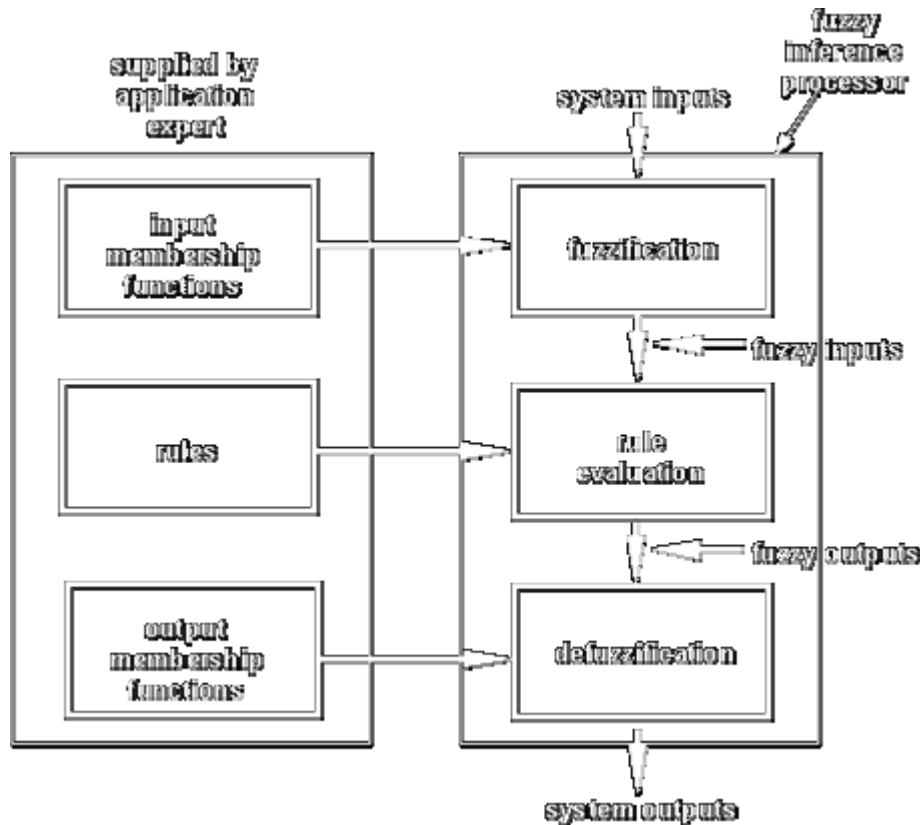 supplied by
application
expert
system inputs
fuzzy
inference
processor
input
membership
functions
fuzzification
fuzzy inputs
rules
rule
evaluation
fuzzy outputs
output
membership
functions
defuzzification
system outputs